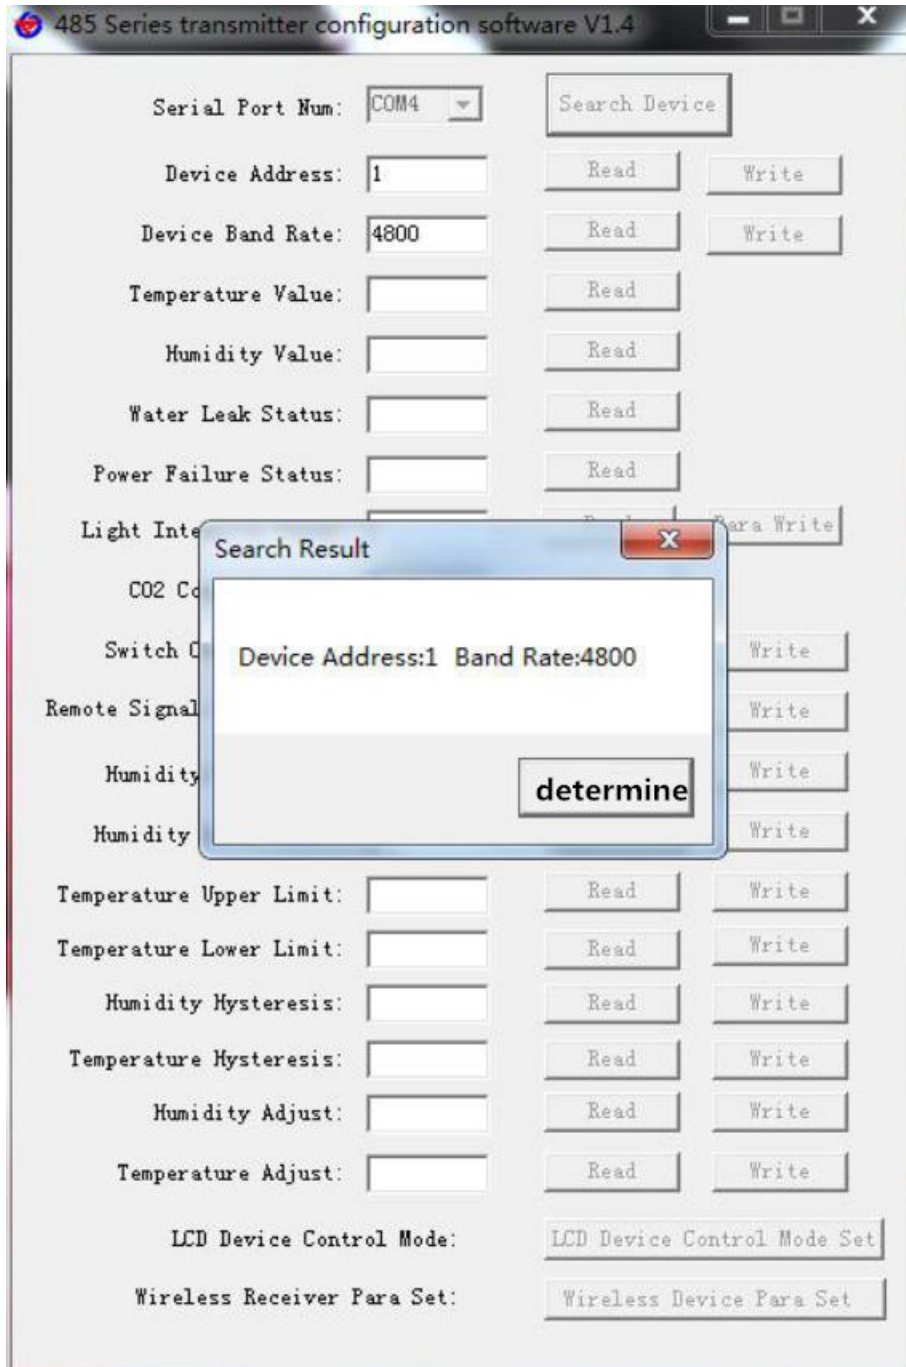 485 Series transmitter configuration software V1.4
Serial Port Num: COM4 Search Device
Device Address: 1 Read Write
Device Band Rate: 4800 Read Write
Temperature Value: Read
Humidity Value: Read
Water Leak Status: Read
Power Failure Status: Read
Light Para Write
Search Result
CO2
Switch Write
Device Address:1 Band Rate:4800
Remote Signal Write
Humidity Write
determine
Humidity Write
Temperature Upper Limit: Read Write
Temperature Lower Limit: Read Write
Humidity Hysteresis: Read Write
Temperature Hysteresis: Read Write
Humidity Adjust: Read Write
Temperature Adjust: Read Write
LCD Device Control Mode: LCD Device Control Mode Set
Wireless Receiver Para Set: Wireless Device Para Set